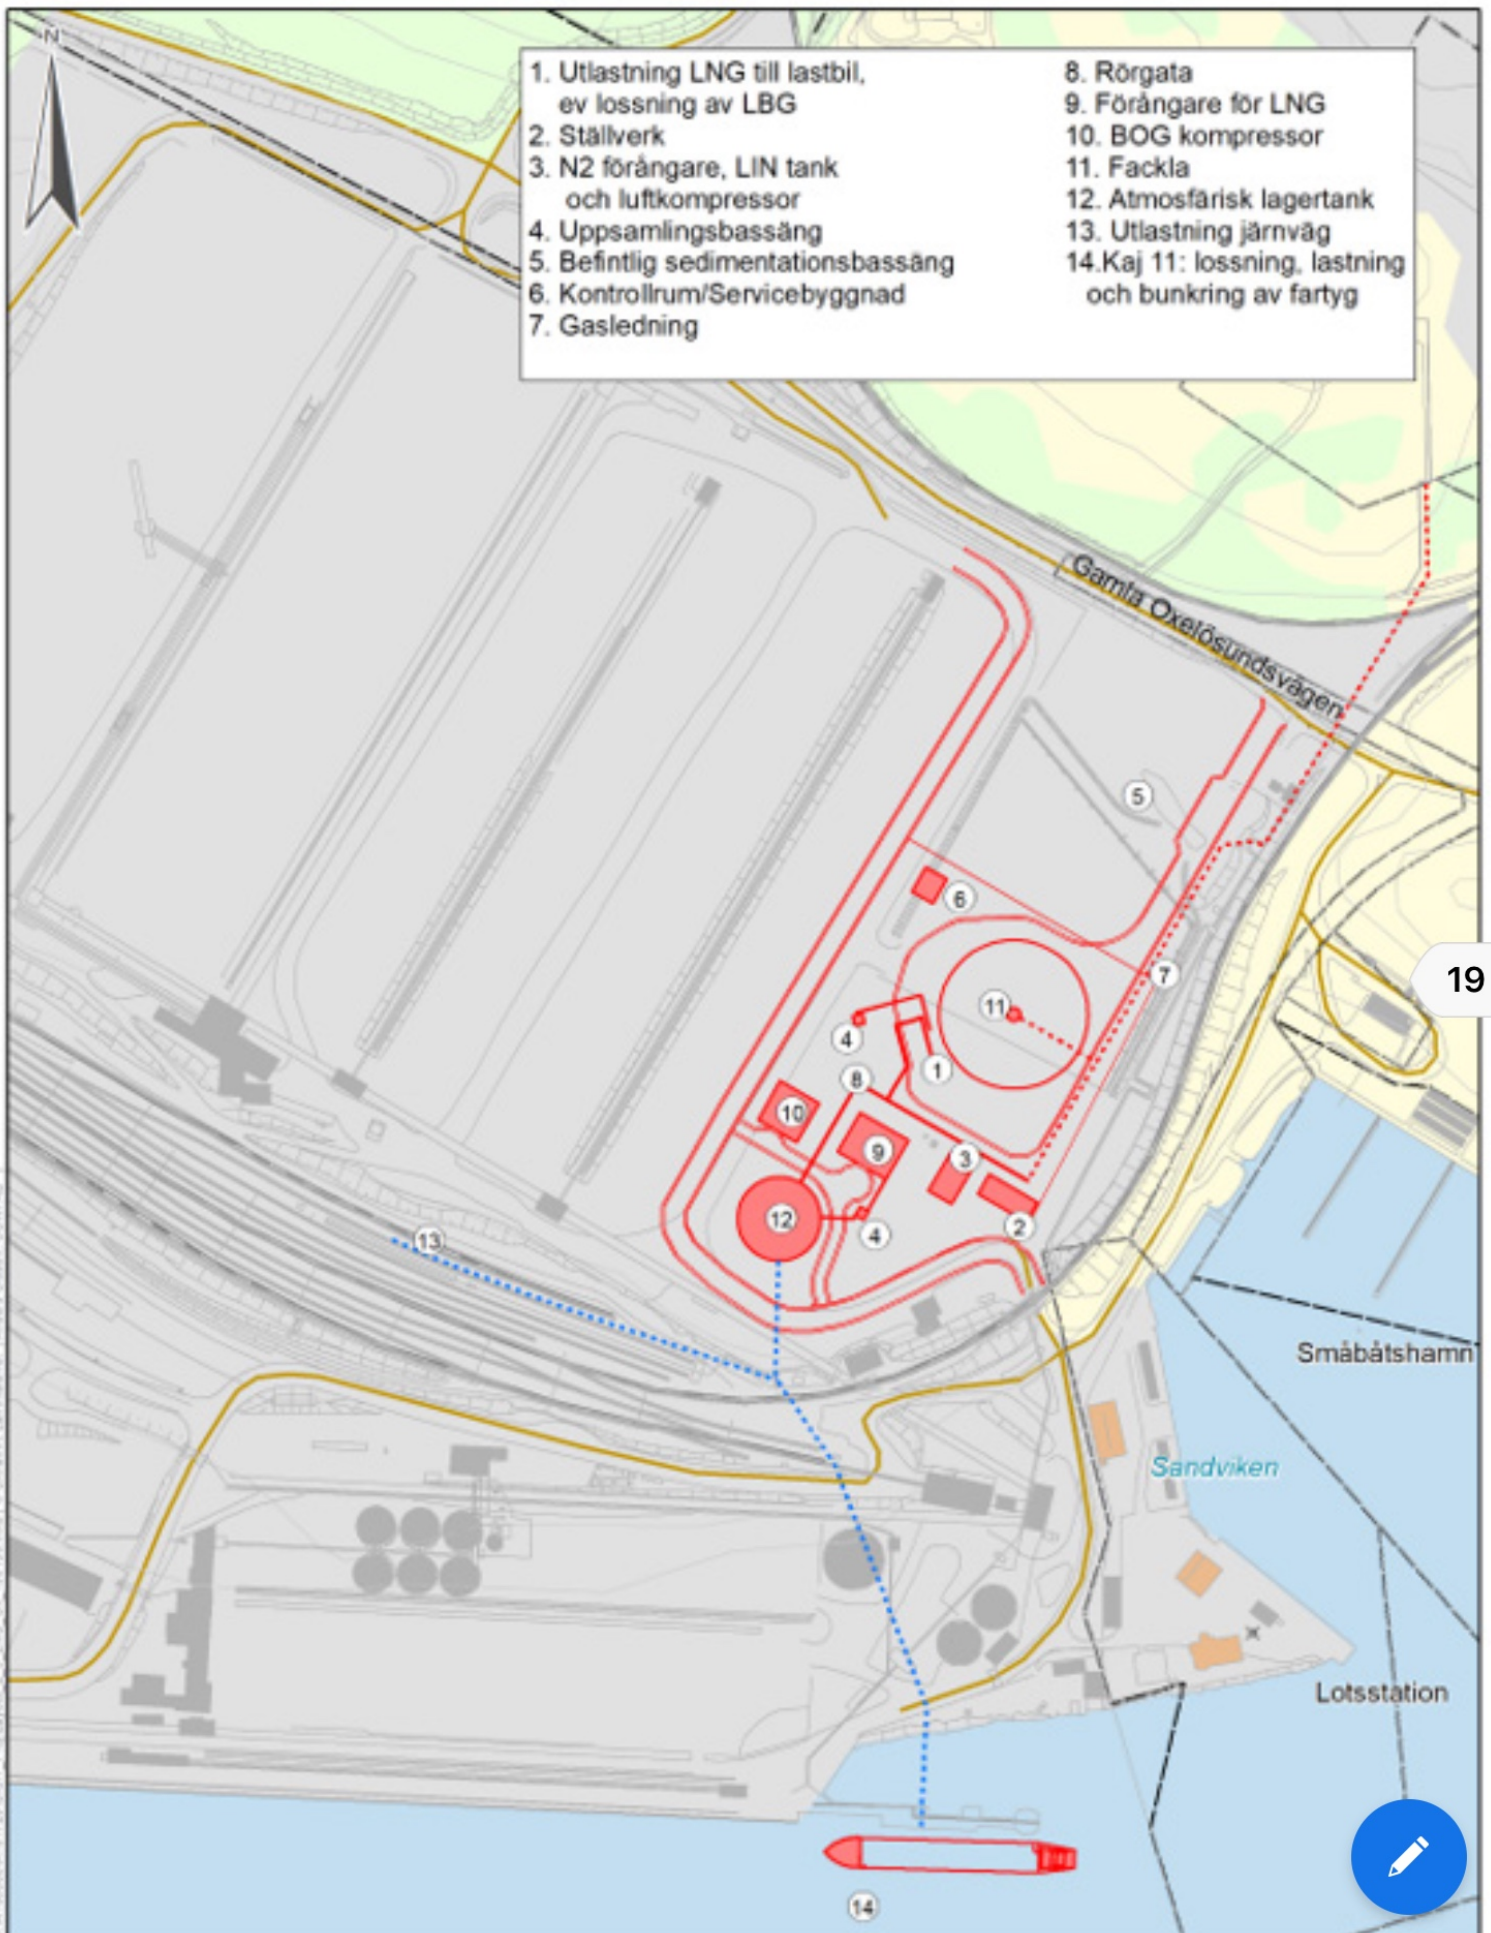 N
1. Utlastning LNG till lastbil,
ev lossning av LBG
2. Ställverk
3. N2 förångare, LIN tank
och luftkompressor
4. Uppsamlingsbassäng
5. Befintlig sedimentationsbassäng
6. Kontrollrum/Servicebyggnad
7. Gasledning
8. Rörgata
9. Förångare för LNG
10. BOG kompressor
11. Fackla
12. Atmosfärisk lagertank
13. Utlastning järnväg
14.Kaj 11: lossning, lastning
och bunkring av fartyg
Gamla Oxelösundsvägen
5
6
7
19
11
4
1
8
10
9
3
12
4
2
13
Småbåtshamn
Sandviken
Lotsstation
14